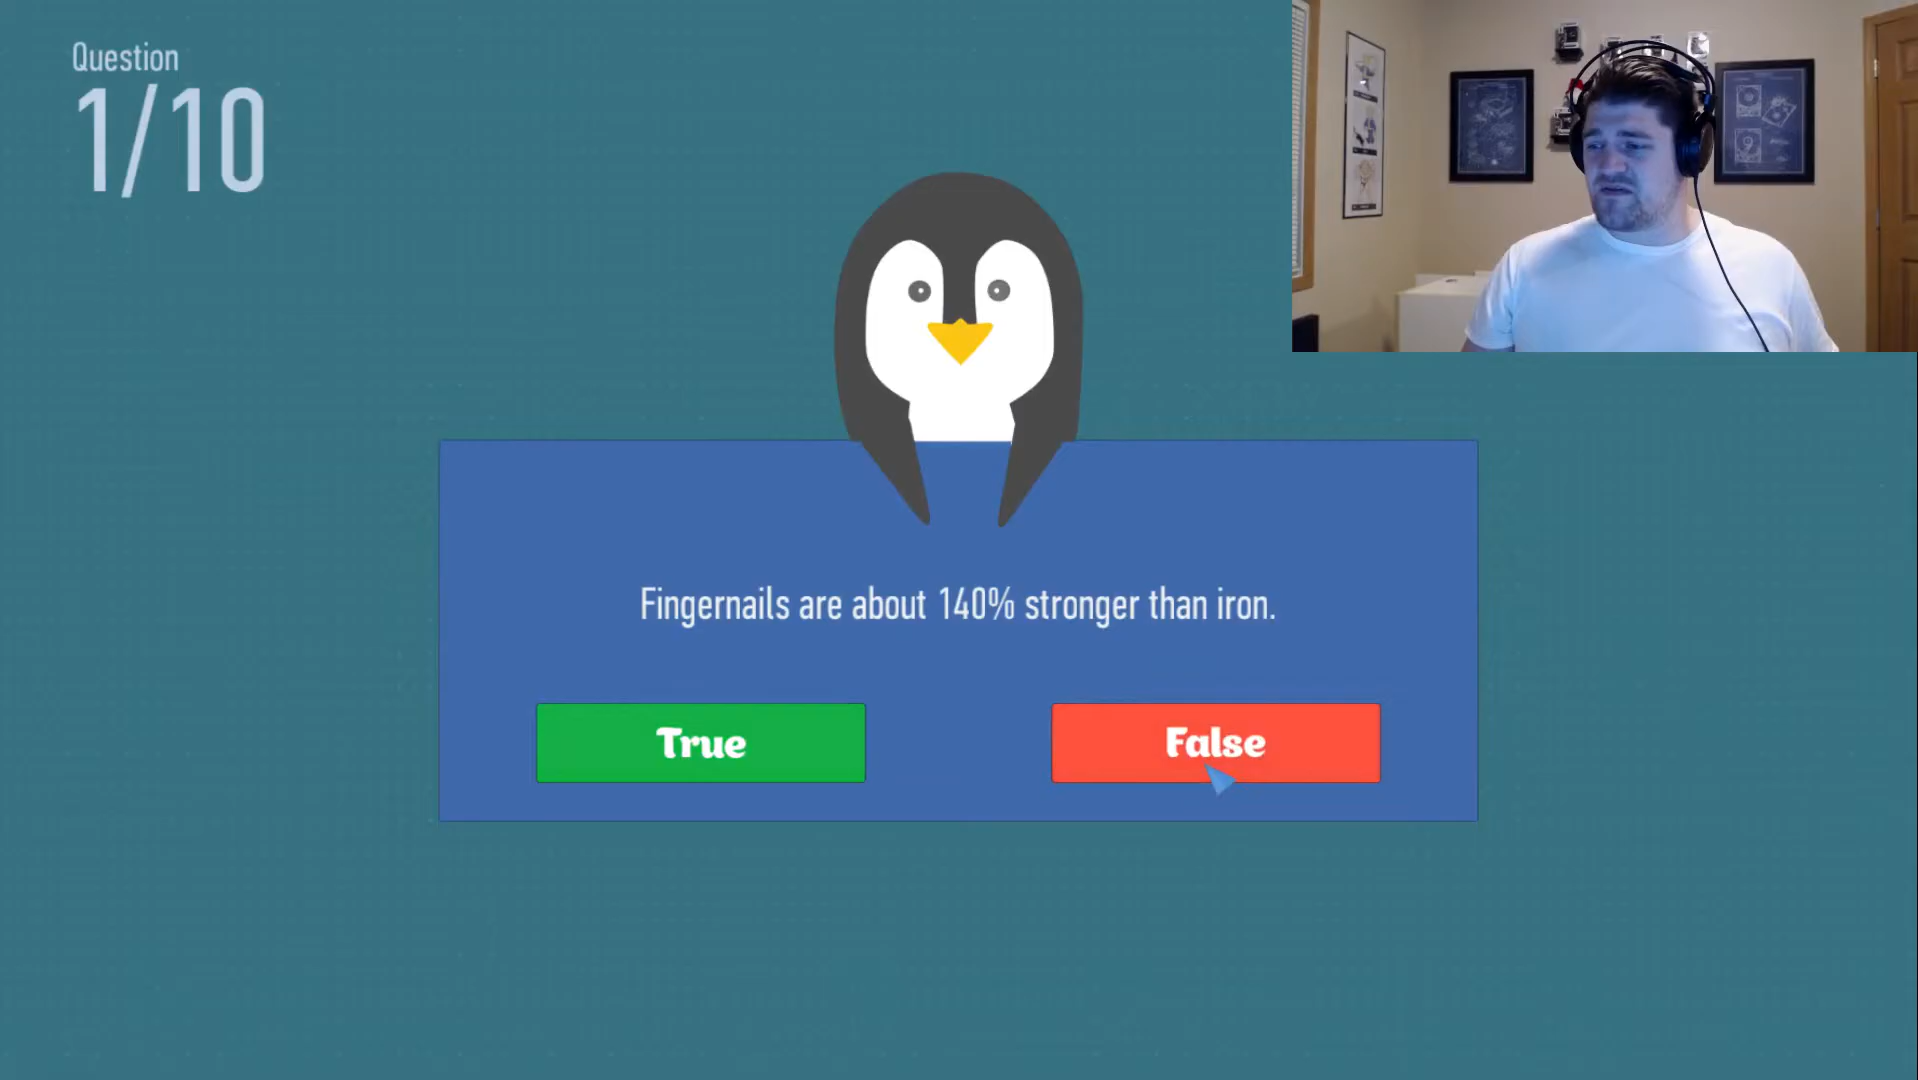 Question
1/10
Fingernails are about 140% stronger than iron.
True
False